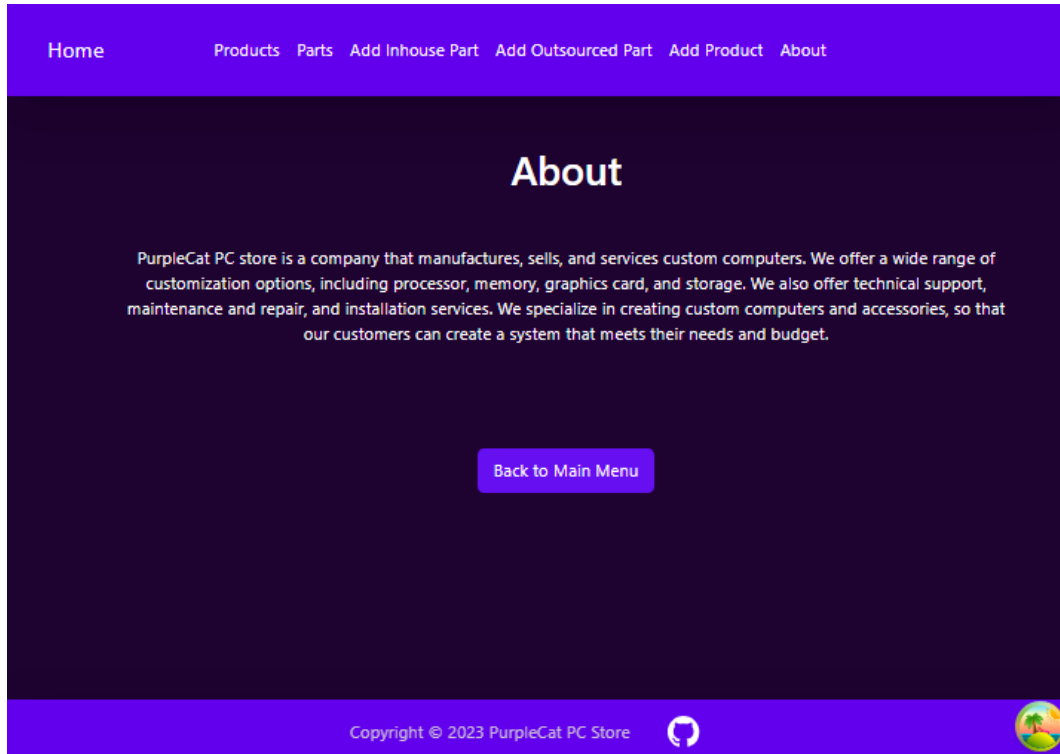 Home Products Parts Add Inhouse Part Add Outsourced Part Add Product About
About
PurpleCat PC store is a company that manufactures, sells, and services custom computers. We offer a wide range of
customization options, including processor, memory, graphics card, and storage. We also offer technical support,
maintenance and repair, and installation services. We specialize in creating custom computers and accessories, so that
our customers can create a system that meets their needs and budget.
Back to Main Menu
Copyright © 2023 PurpleCat PC Store